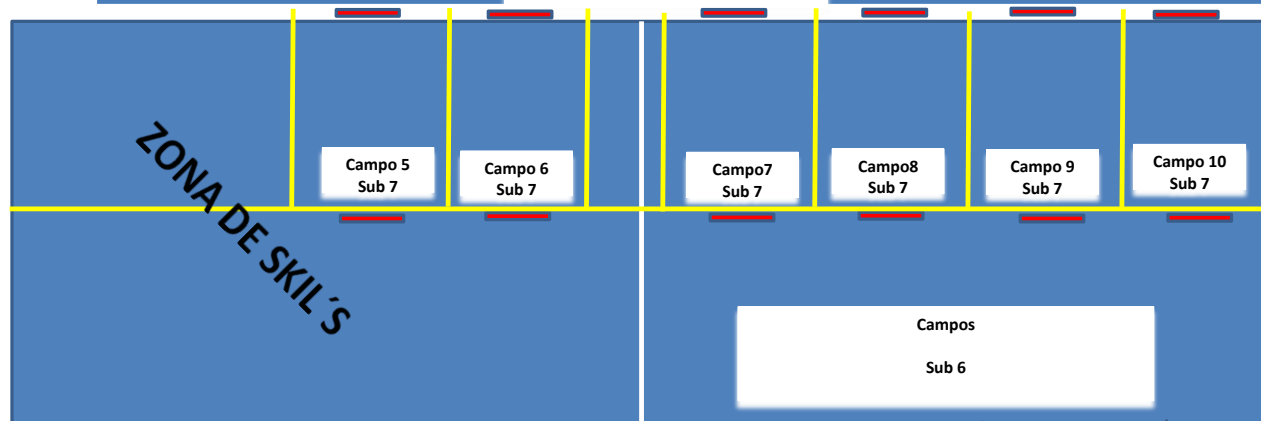 Campo 5
Sub 7
Campo 6
Sub 7
Campo7
Sub 7
Campo8
Sub 7
Campo 9
Sub 7
Campo 10
Sub 7
ZONA DE SKIL´S
Campos
Sub 6